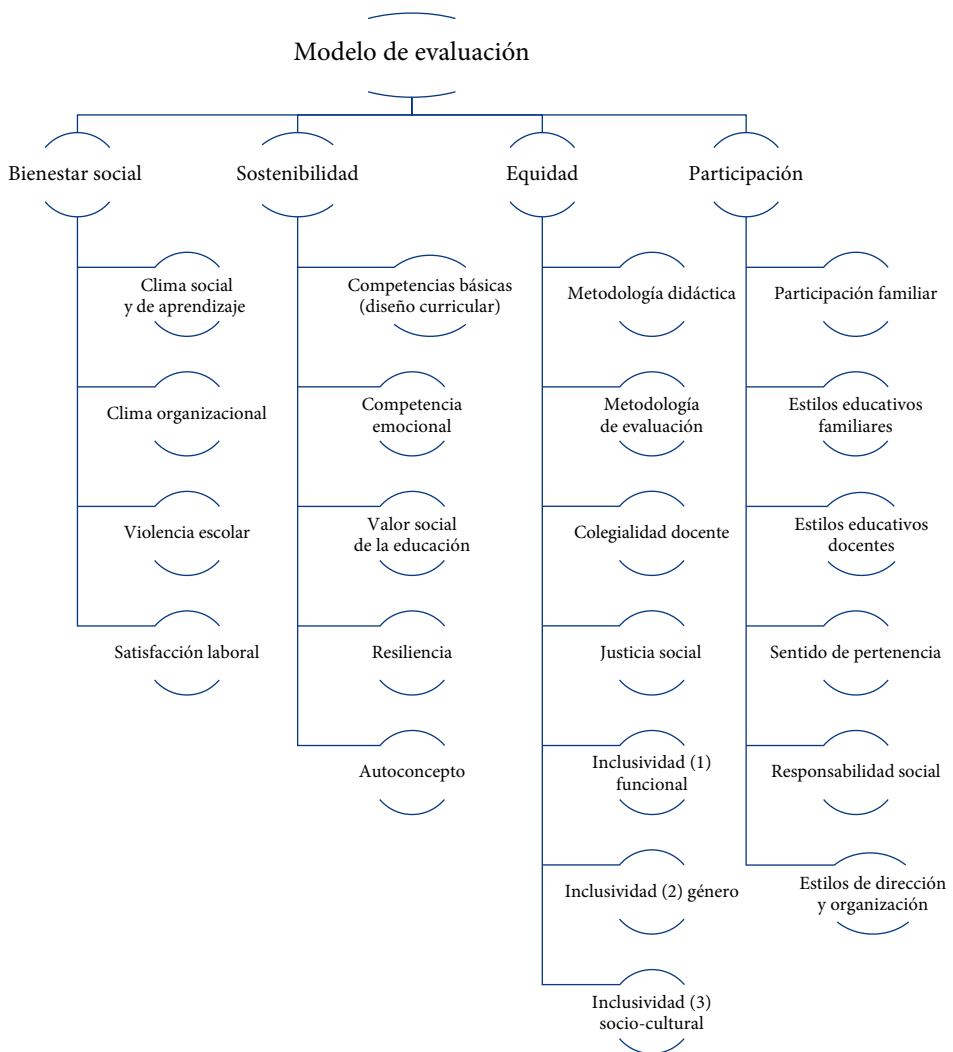 Modelo de evaluación
Bienestar social
Sostenibilidad
Equidad
Participación
Clima social
y de aprendizaje
Clima organizacional
Violencia escolar
Satisfacción laboral
Competencias básicas
(diseño curricular)
Competencia
emocional
Valor social
de la educación
Resiliencia
Autoconcepto
Metodología didáctica
Metodología
de evaluación
Colegialidad docente
Justicia social
Inclusividad (1)
funcional
Inclusividad (2) género
Inclusividad (3)
socio-cultural
Participación familiar
Estilos educativos
familiares
Estilos educativos
docentes
Sentido de pertenencia
Responsabilidad social
Estilos de dirección
y organización